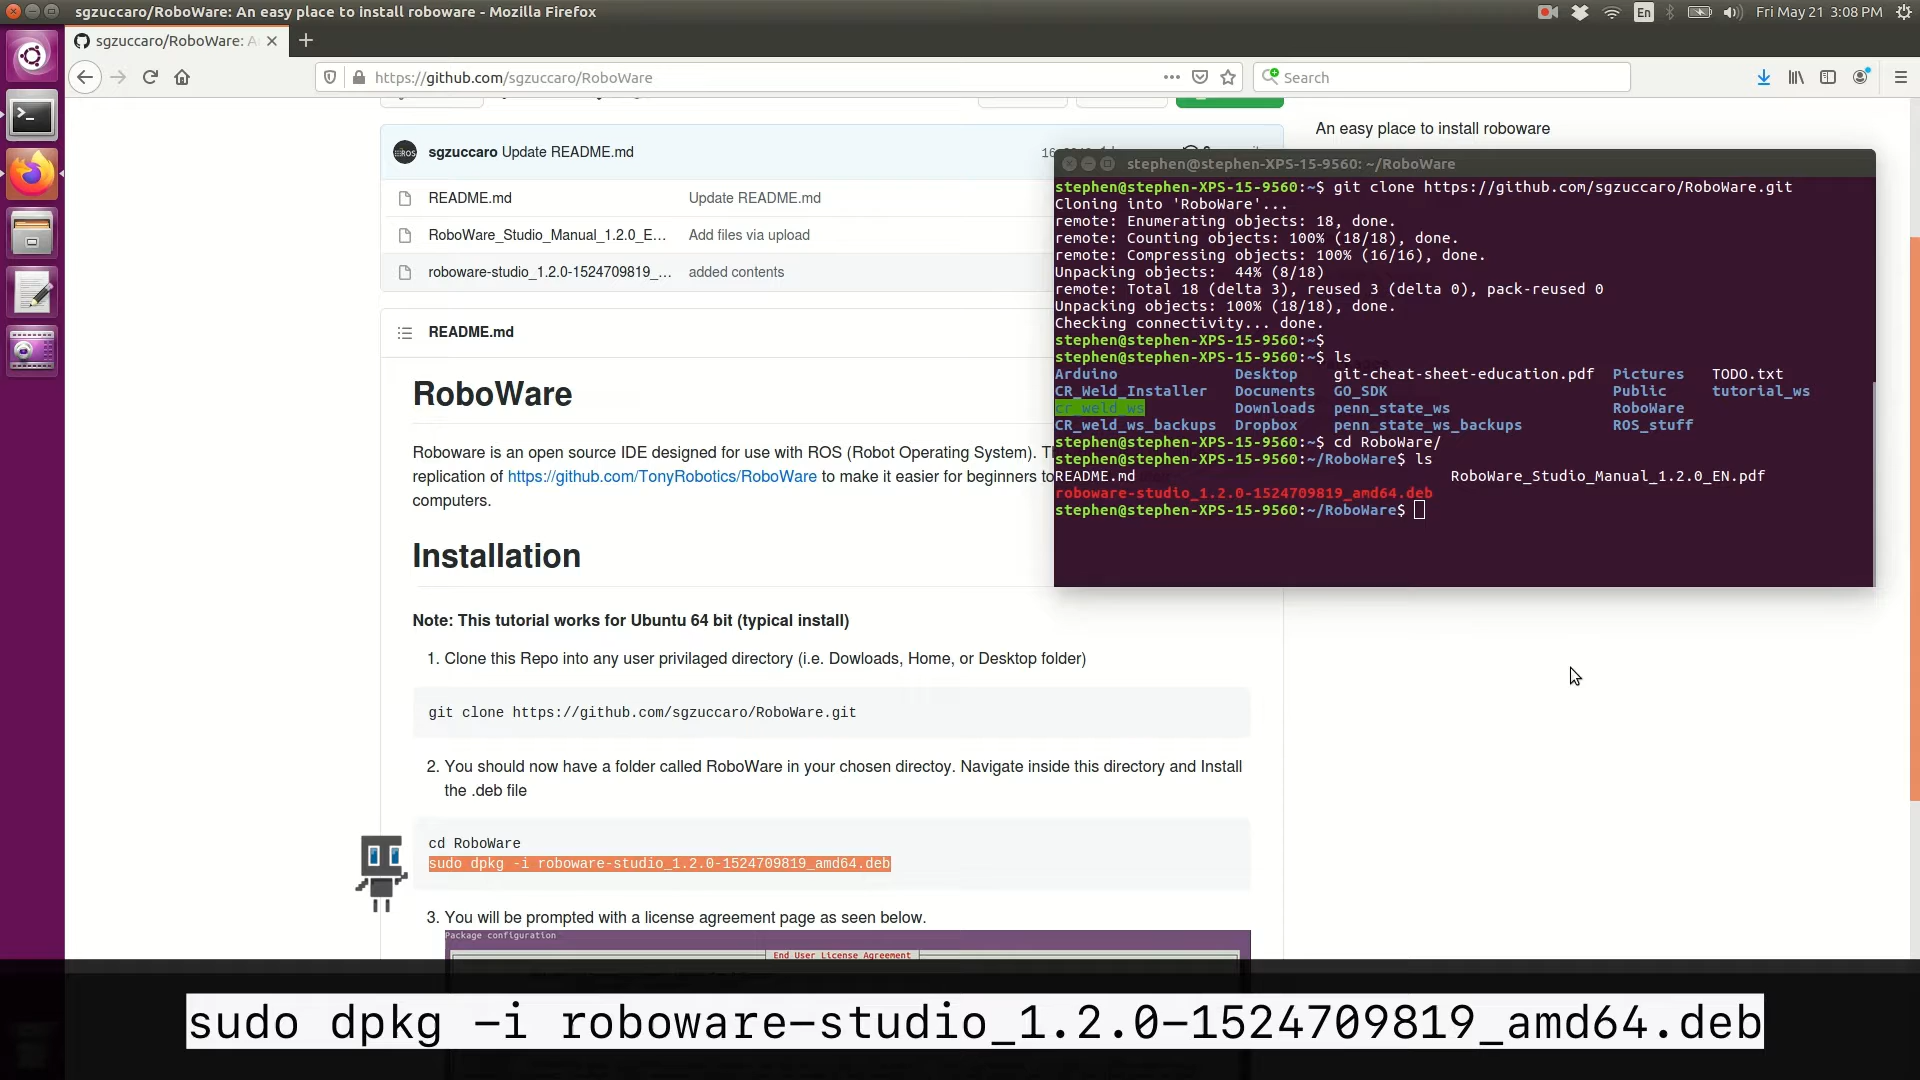 sgzuccaro/RoboWare: An easy place to install roboware - Mozilla Firefox
En
Fri May 21 3:08 PM
sgzuccaro/RoboWare: A
https://github.com/sgzuccaro/RoboWare
Search
An easy place to install roboware
sgzuccaro Update README.md
README.md Update README.md
RoboWare_Studio_Manual_1.2.0_E... Add files via upload
roboware-studio_1.2.0-1524709819_... added contents
README.md
RoboWare
Roboware is an open source IDE designed for use with ROS (Robot Operating System).
replication of https://github.com/TonyRobotics/RoboWare to make it easier for beginners to
computers.
Installation
Note: This tutorial works for Ubuntu 64 bit (typical install)
1. Clone this Repo into any user privilaged directory (i.e. Dowloads, Home, or Desktop folder)
git clone https://github.com/sgzuccaro/RoboWare.git
2. You should now have a folder called RoboWare in your chosen directoy. Navigate inside this directory and Install
the .deb file
cd RoboWare
sudo dpkg -i roboware-studio_1.2.0-1524709819_amd64.deb
3. You will be prompted with a license agreement page as seen below.
Package configuration
End User License Agreement
stephen@stephen-XPS-15-9560: ~/RoboWare
stephen@stephen-XPS-15-9560:~$ git clone https://github.com/sgzuccaro/RoboWare.git
Cloning into 'RoboWare'...
remote: Enumerating objects: 18, done.
remote: Counting objects: 100% (18/18), done.
remote: Compressing objects: 100% (16/16), done.
Unpacking objects:  44% (8/18)
remote: Total 18 (delta 3), reused 3 (delta 0), pack-reused 0
Unpacking objects: 100% (18/18), done.
Checking connectivity... done.
stephen@stephen-XPS-15-9560:~$
stephen@stephen-XPS-15-9560:~$ ls
Arduino Desktop git-cheat-sheet-education.pdf Pictures TODO.txt
CR_Weld_Installer Documents GO_SDK Public tutorial_ws
cr_weld_ws Downloads penn_state_ws RoboWare
CR_weld_ws_backups Dropbox penn_state_ws_backups ROS_stuff
stephen@stephen-XPS-15-9560:~$ cd RoboWare/
stephen@stephen-XPS-15-9560:~/RoboWare$ ls
README.md RoboWare_Studio_Manual_1.2.0_EN.pdf
roboware-studio_1.2.0-1524709819_amd64.deb
stephen@stephen-XPS-15-9560:~/RoboWare$
sudo dpkg -i roboware-studio_1.2.0-1524709819_amd64.deb